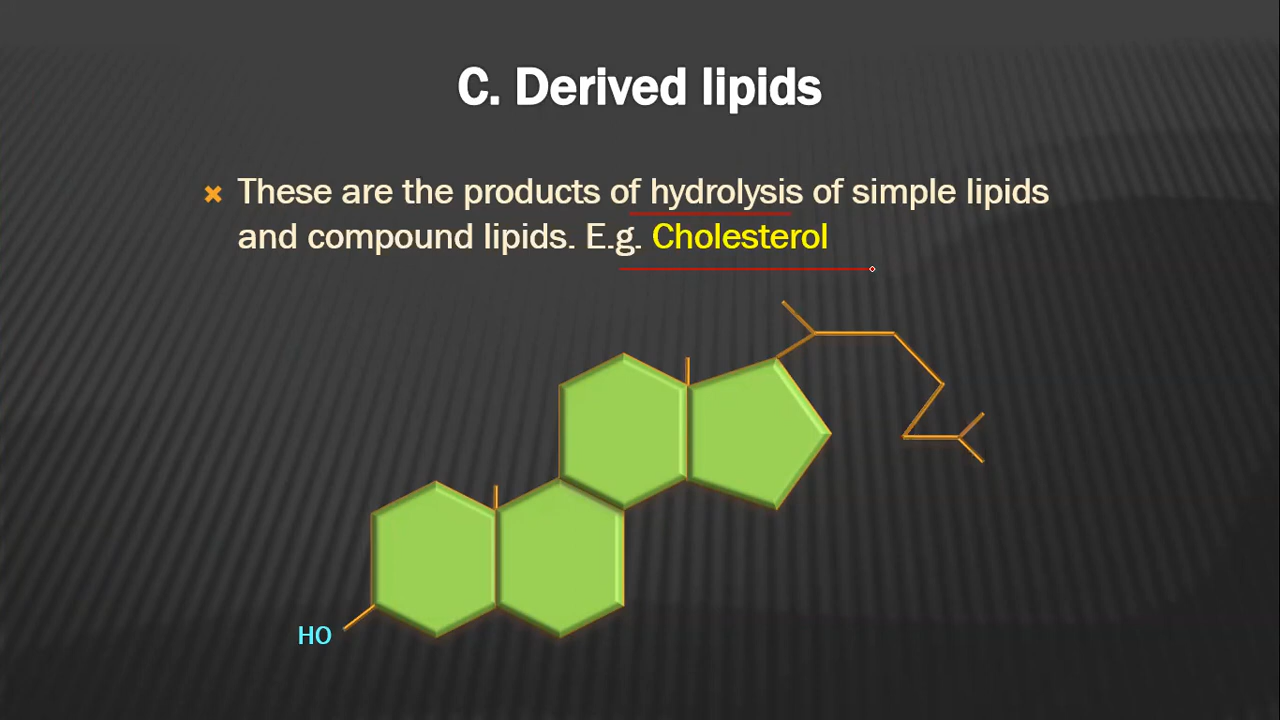 C. Derived lipids
These are the products of hydrolysis of simple lipids
and compound lipids. E.g. Cholesterol
HO